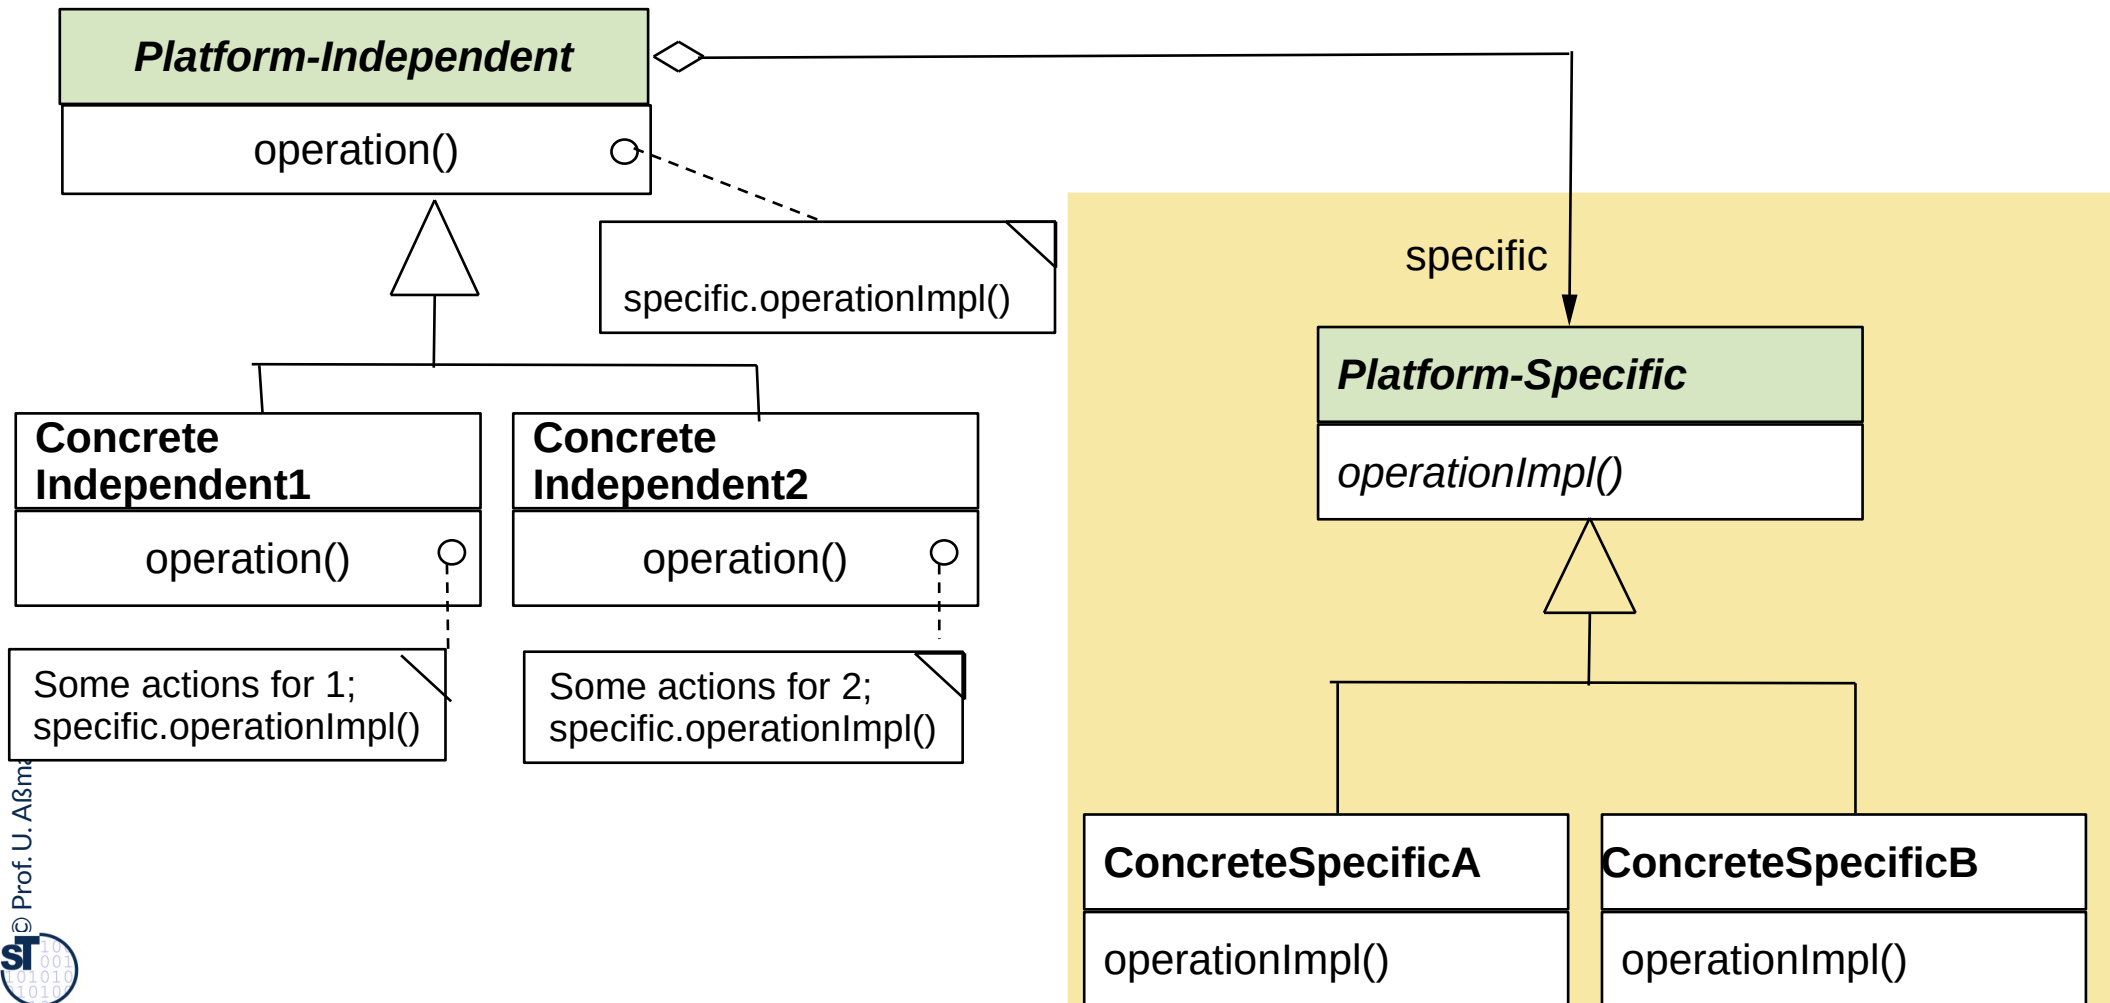 Platform-Independent
operation()
specific.operationImpl()
specific
Platform-Specific
operationImpl()
Concrete
Independent1
operation()
Concrete
Independent2
operation()
Some actions for 1;
specific.operationImpl()
Some actions for 2;
specific.operationImpl()
ConcreteSpecificA
operationImpl()
ConcreteSpecificB
operationImpl()
© Prof. U.
ST